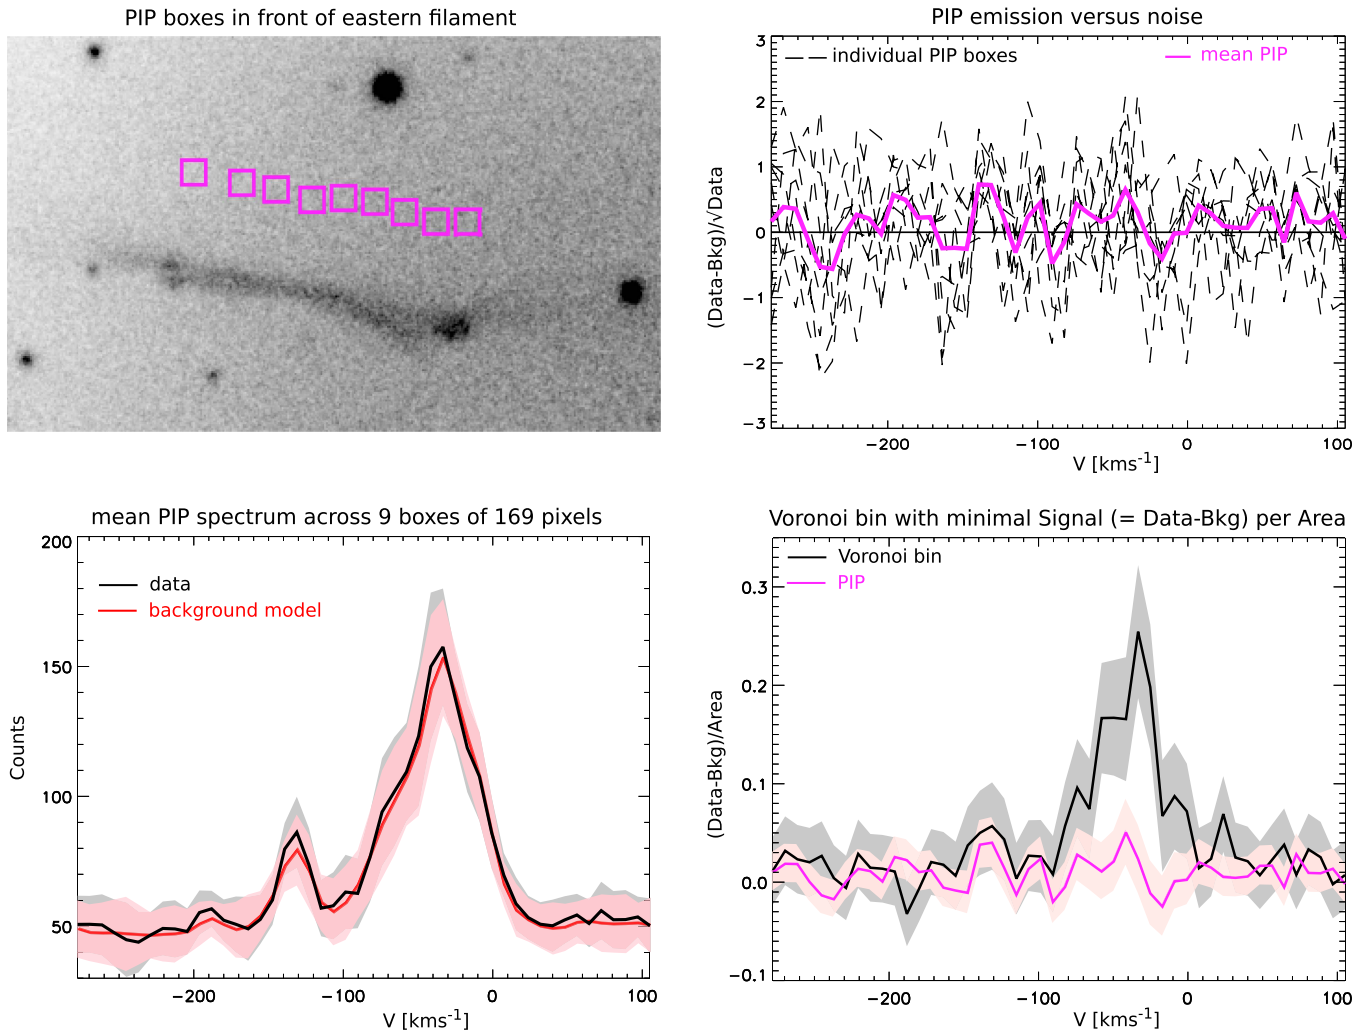 PIP boxes in front of eastern filament
PIP emission versus noise
individual PIP boxes
mean PIP
3
2
1
0
−1
−2
−3
(Data-Bkg)/√Data
−200
−100
0
100
V [kms-1]
mean PIP spectrum across 9 boxes of 169 pixels
data
background model
200
150
100
50
Counts
−200
−100
0
100
V [kms-1]
Voronoi bin with minimal Signal (= Data-Bkg) per Area
Voronoi bin
PIP
0.3
0.2
0.1
0.0
−0.1
(Data-Bkg)/Area
−200
−100
0
100
V [kms-1]